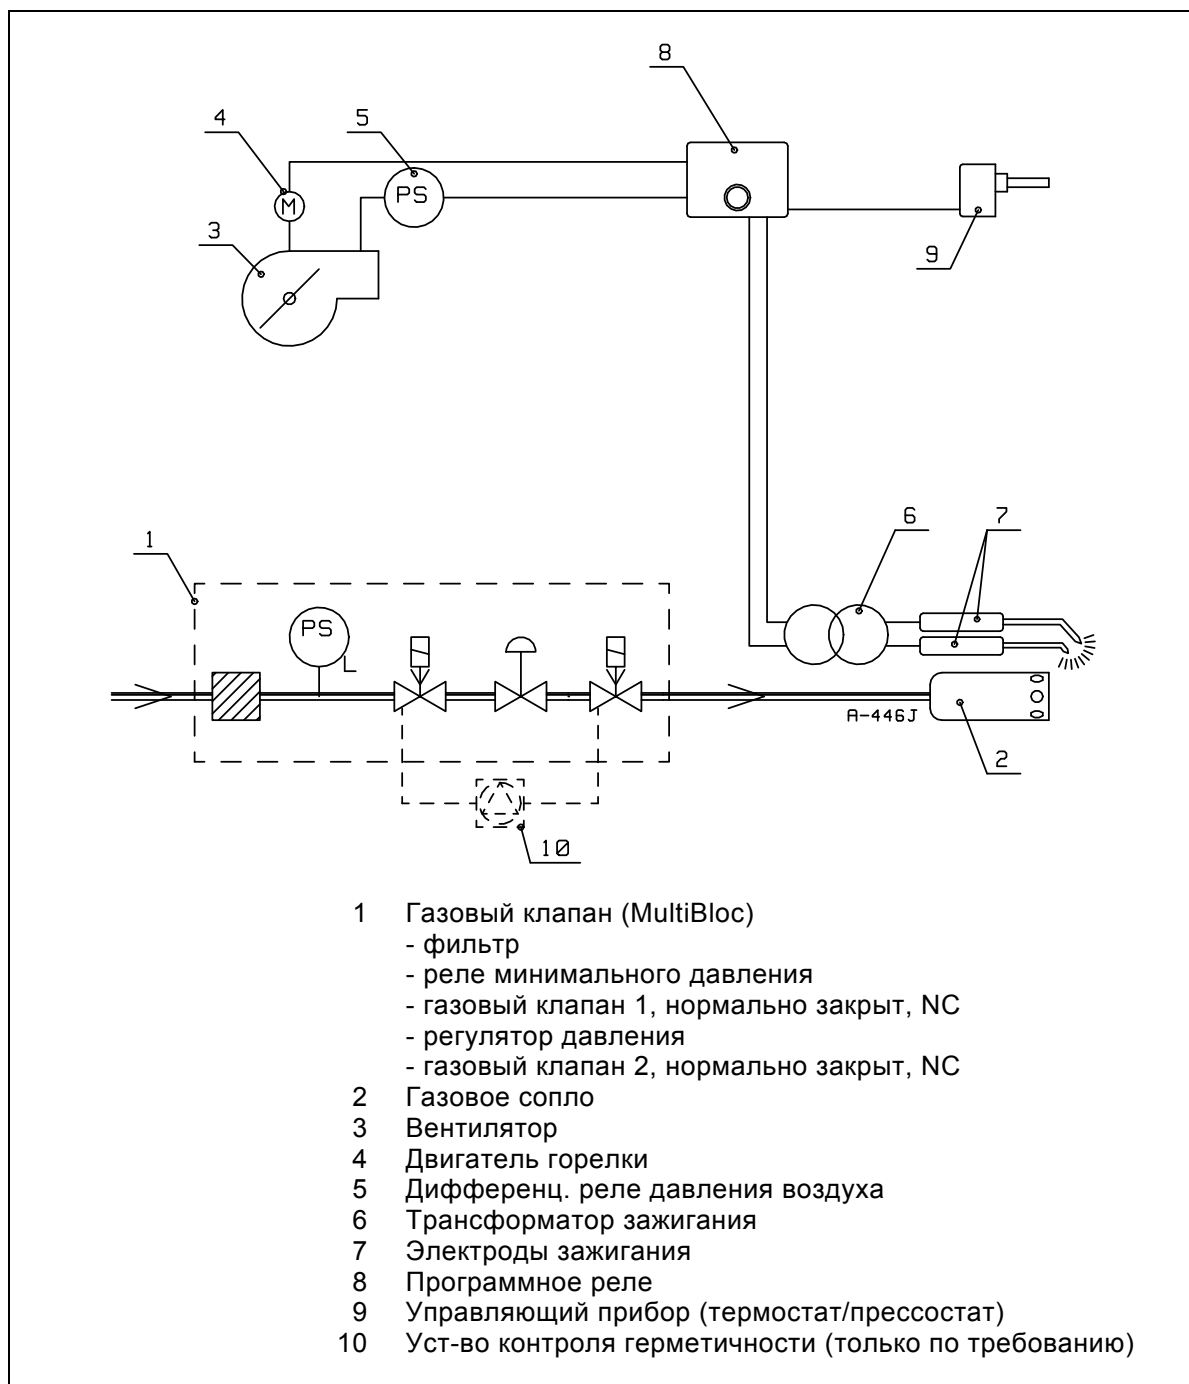 8
4
5
PS
M
3
9
6
7
1
PS
L
A-446J
2
10
1 Газовый клапан (MultiBloc)
- фильтр
- реле минимального давления
- газовый клапан 1, нормально закрыт, NC
- регулятор давления
- газовый клапан 2, нормально закрыт, NC
2 Газовое сопло
3 Вентилятор
4 Двигатель горелки
5 Дифференц. реле давления воздуха
6 Трансформатор зажигания
7 Электроды зажигания
8 Программное реле
9 Управляющий прибор (термостат/прессостат)
10 Уст-во контроля герметичности (только по требованию)